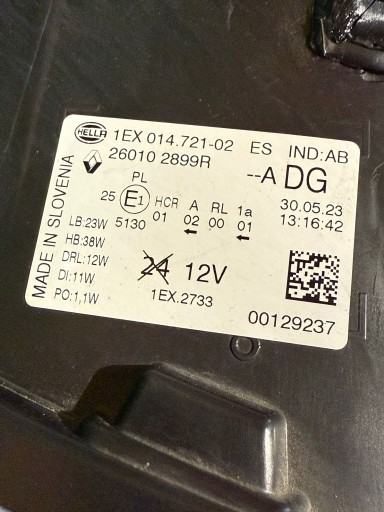 HELLA 1EX 014.721-02 ES IND:AB
26010 2899R --A DG
MADE IN SLOVENIA
PL
25 E1 HCR A RL 1a 30.05.23
5130 01 02 00 01 13:16:42
LB:23W
HB:38W
DRL:12W
DI:11W
PO:1,1W
24 12V
1EX.2733
00129237